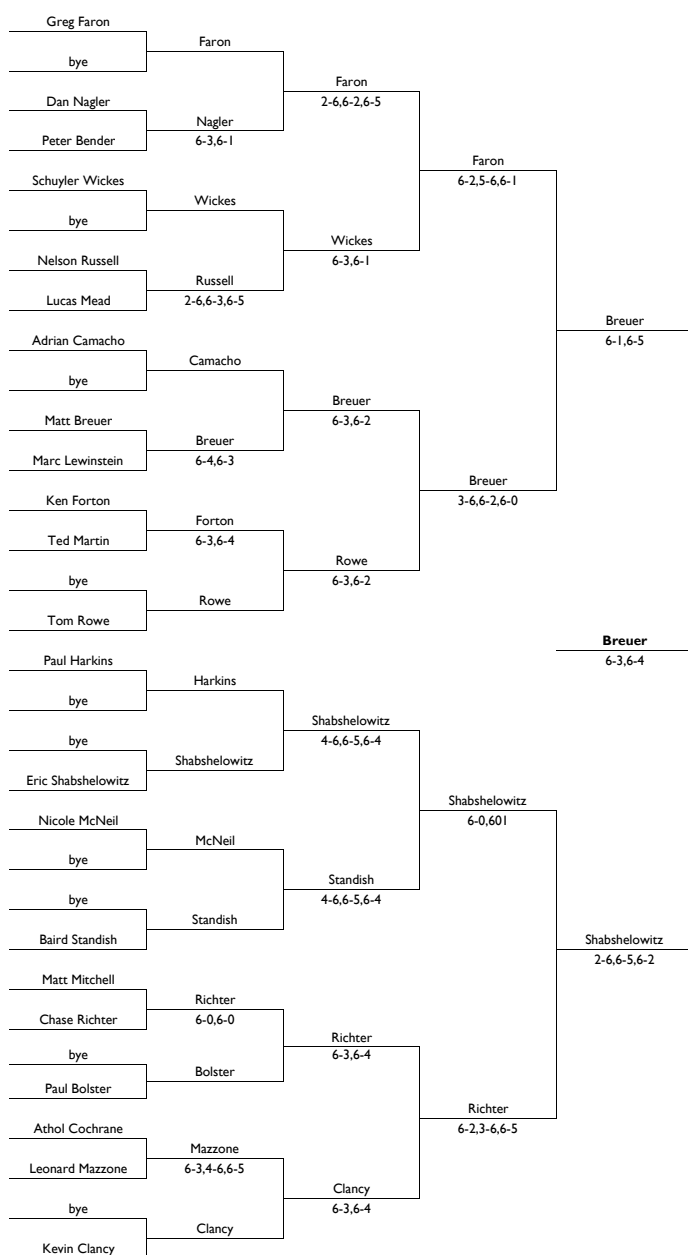 Greg Faron
bye
Dan Nagler
Peter Bender
Schuyler Wickes
bye
Nelson Russell
Lucas Mead
Adrian Camacho
bye
Matt Breuer
Marc Lewinstein
Ken Forton
Ted Martin
bye
Tom Rowe
Paul Harkins
bye
bye
Eric Shabshelowitz
Nicole McNeil
bye
bye
Baird Standish
Matt Mitchell
Chase Richter
bye
Paul Bolster
Athol Cochrane
Leonard Mazzone
bye
Kevin Clancy
Faron
Nagler
6-3,6-1
Wickes
Russell
2-6,6-3,6-5
Camacho
Breuer
6-4,6-3
Forton
6-3,6-4
Rowe
Harkins
Shabshelowitz
McNeil
Standish
Richter
6-0,6-0
Bolster
Mazzone
6-3,4-6,6-5
Clancy
Faron
2-6,6-2,6-5
Wickes
6-3,6-1
Breuer
6-3,6-2
Rowe
6-3,6-2
Shabshelowitz
4-6,6-5,6-4
Standish
4-6,6-5,6-4
Richter
6-3,6-4
Clancy
6-3,6-4
Faron
6-2,5-6,6-1
Breuer
3-6,6-2,6-0
Shabshelowitz
6-0,601
Richter
6-2,3-6,6-5
Breuer
6-1,6-5
Shabshelowitz
2-6,6-5,6-2
Breuer
6-3,6-4